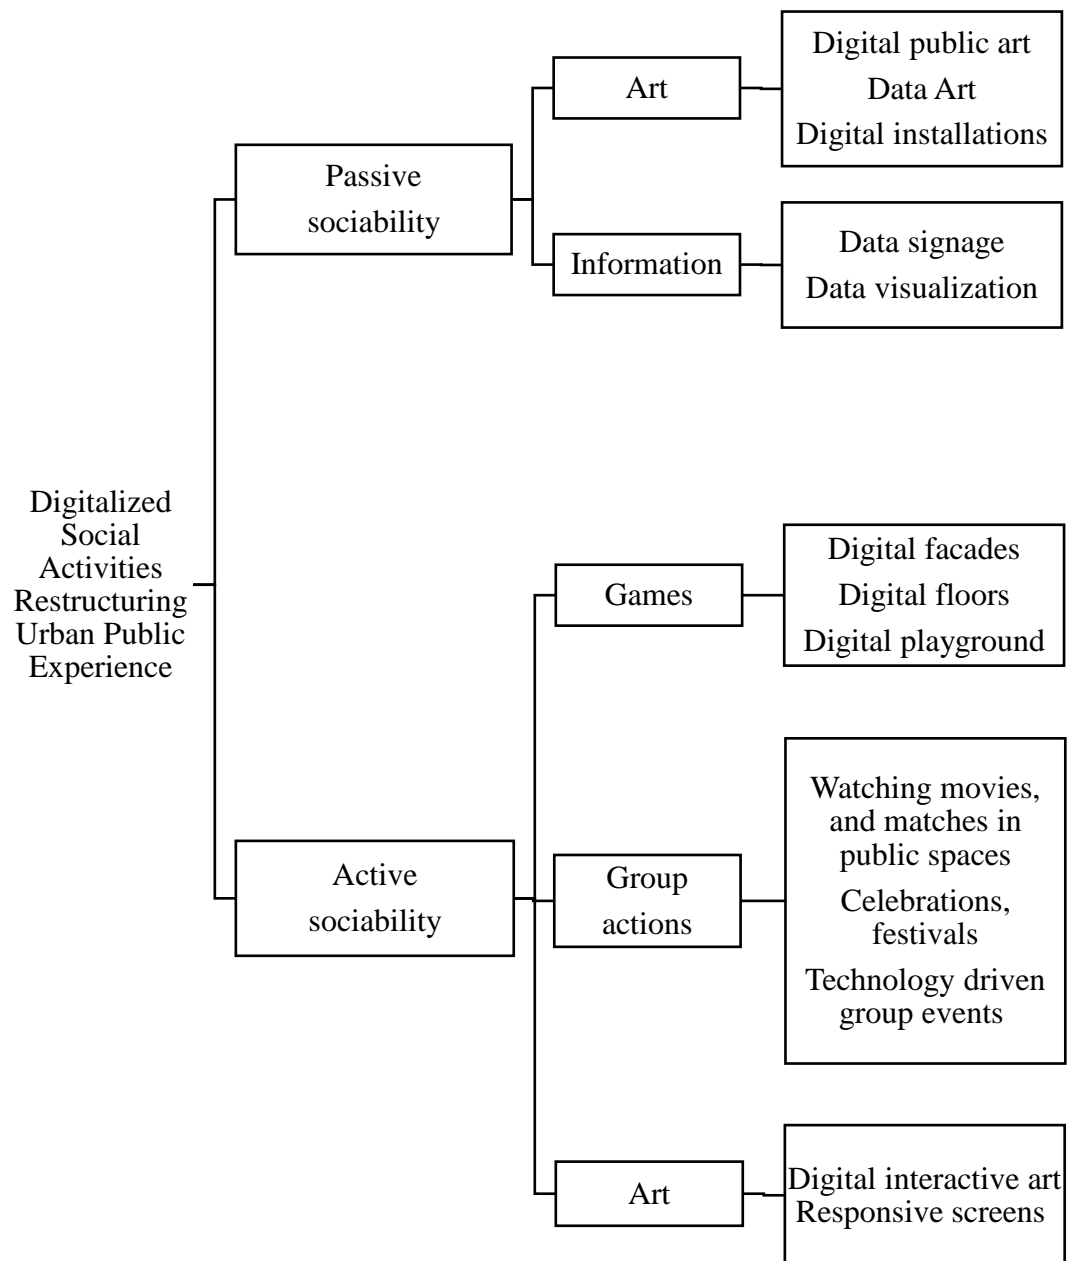 Digitalized
Social
Activities
Restructuring
Urban Public
Experience
Passive
sociability
Art
Digital public art
Data Art
Digital installations
Information
Data signage
Data visualization
Active
sociability
Games
Digital facades
Digital floors
Digital playground
Group
actions
Watching movies,
and matches in
public spaces
Celebrations,
festivals
Technology driven
group events
Art
Digital interactive art
Responsive screens